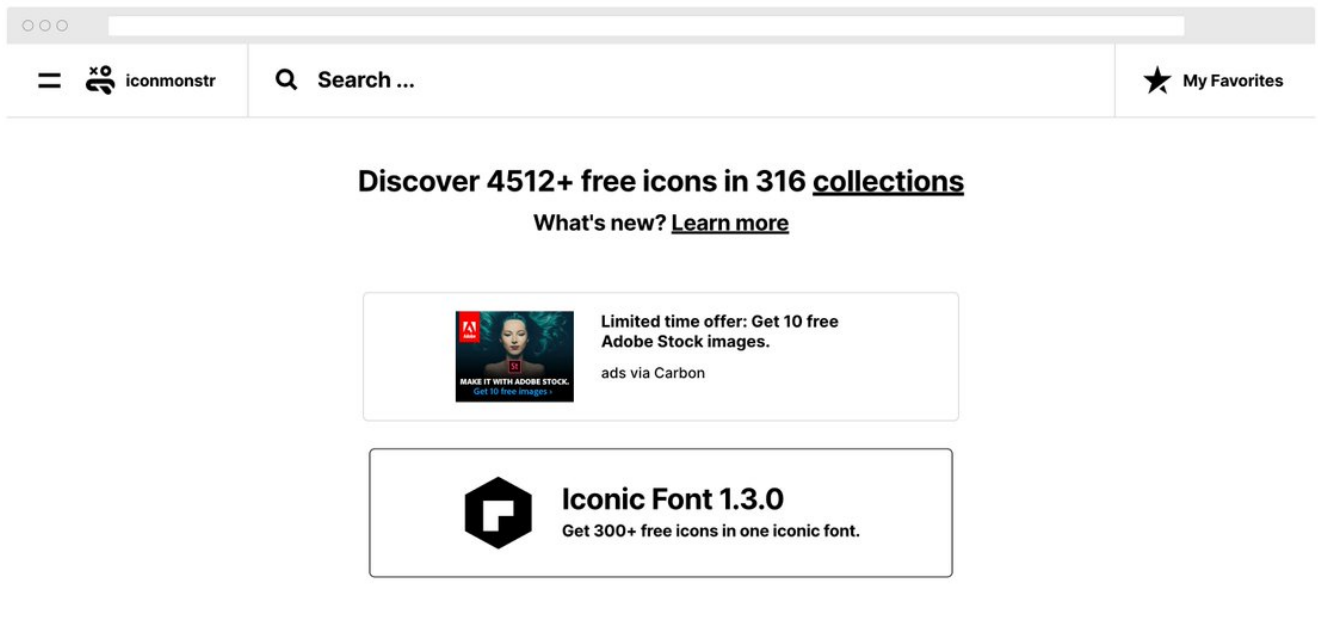 iconmonstr
Search ...
My Favorites
Discover 4512+ free icons in 316 collections
What's new? Learn more
Adobe
St
MAKE IT WITH ADOBE STOCK.
Get 10 free images ›
Limited time offer: Get 10 free
Adobe Stock images.
ads via Carbon
Iconic Font 1.3.0
Get 300+ free icons in one iconic font.